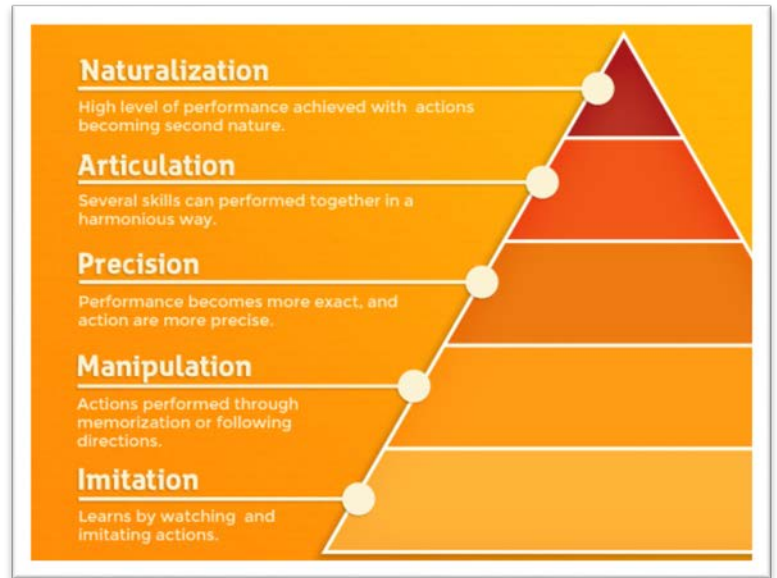 Naturalization
High level of performance achieved with actions
becoming second nature.
Articulation
Several skills can performed together in a
harmonious way.
Precision
Performance becomes more exact, and
action are more precise.
Manipulation
Actions performed through
memorization or following
directions.
Imitation
Learns by watching and
imitating actions.